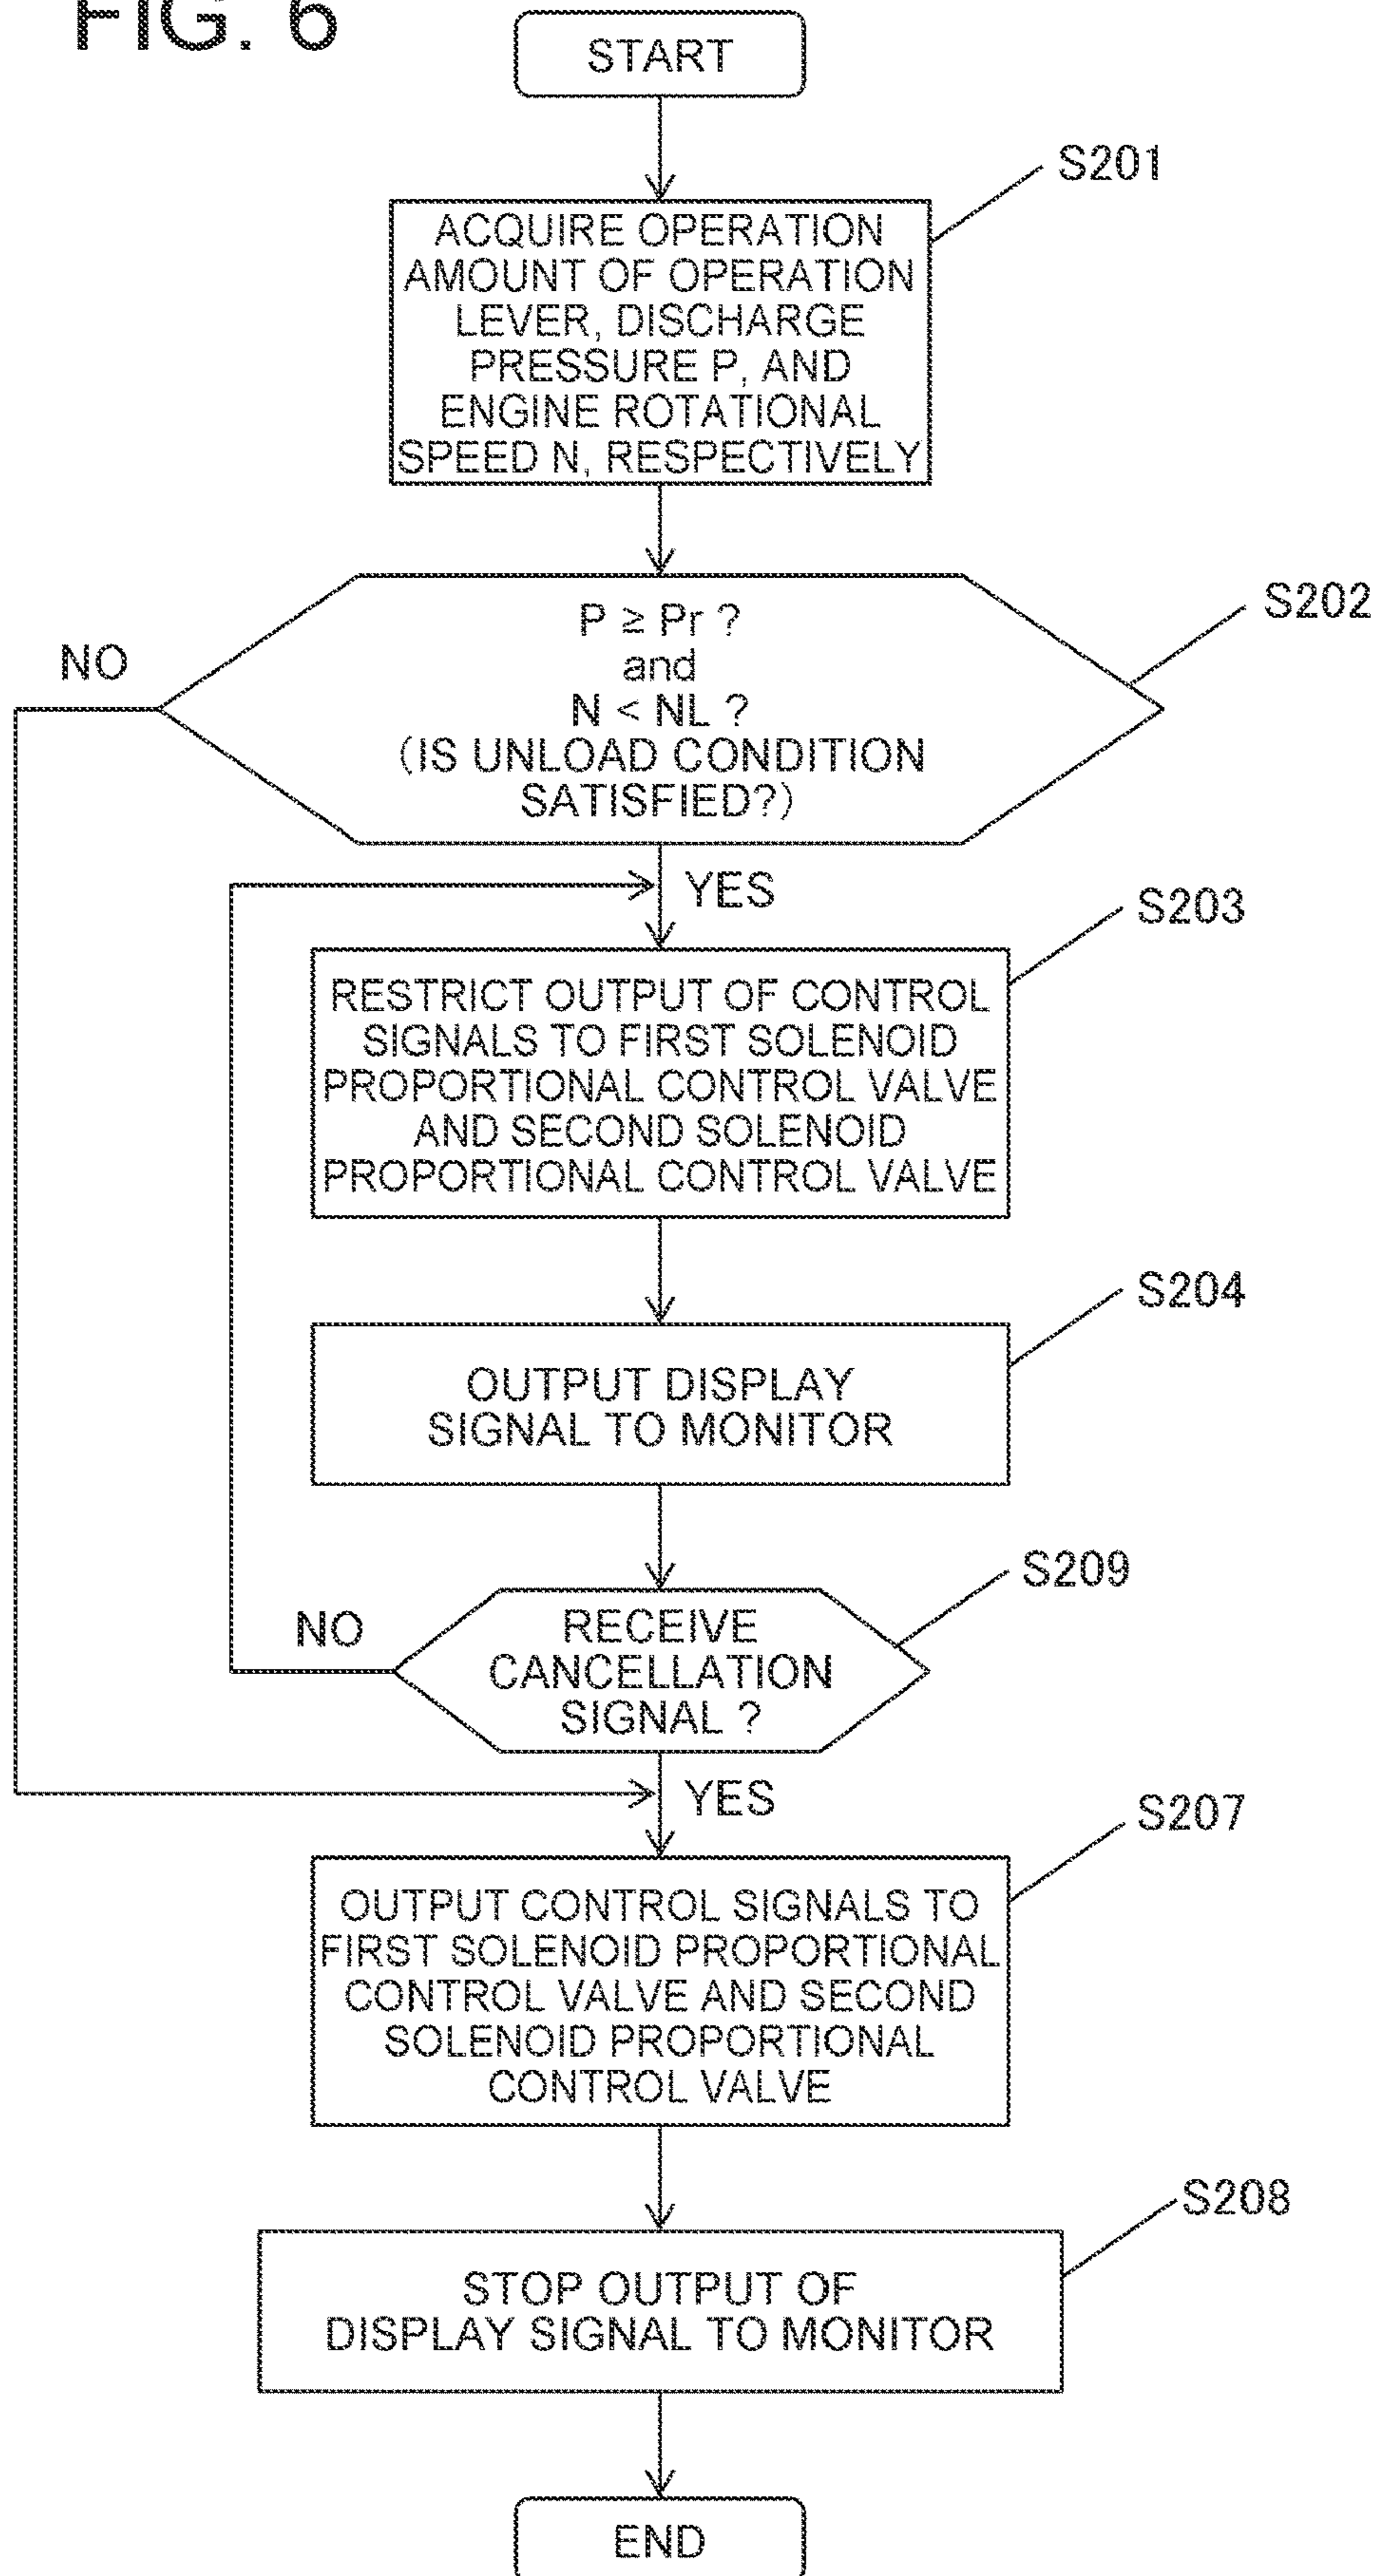 FIG. 6
START
S201
ACQUIRE OPERATION
AMOUNT OF OPERATION
LEVER, DISCHARGE
PRESSURE P, AND
ENGINE ROTATIONAL
SPEED N, RESPECTIVELY
S202
P ≥ Pr ?
and
N < NL ?
(IS UNLOAD CONDITION
SATISFIED?)
NO
YES
S203
RESTRICT OUTPUT OF CONTROL
SIGNALS TO FIRST SOLENOID
PROPORTIONAL CONTROL VALVE
AND SECOND SOLENOID
PROPORTIONAL CONTROL VALVE
S204
OUTPUT DISPLAY
SIGNAL TO MONITOR
S209
NO
RECEIVE
CANCELLATION
SIGNAL ?
YES
S207
OUTPUT CONTROL SIGNALS TO
FIRST SOLENOID PROPORTIONAL
CONTROL VALVE AND SECOND
SOLENOID PROPORTIONAL
CONTROL VALVE
S208
STOP OUTPUT OF
DISPLAY SIGNAL TO MONITOR
END